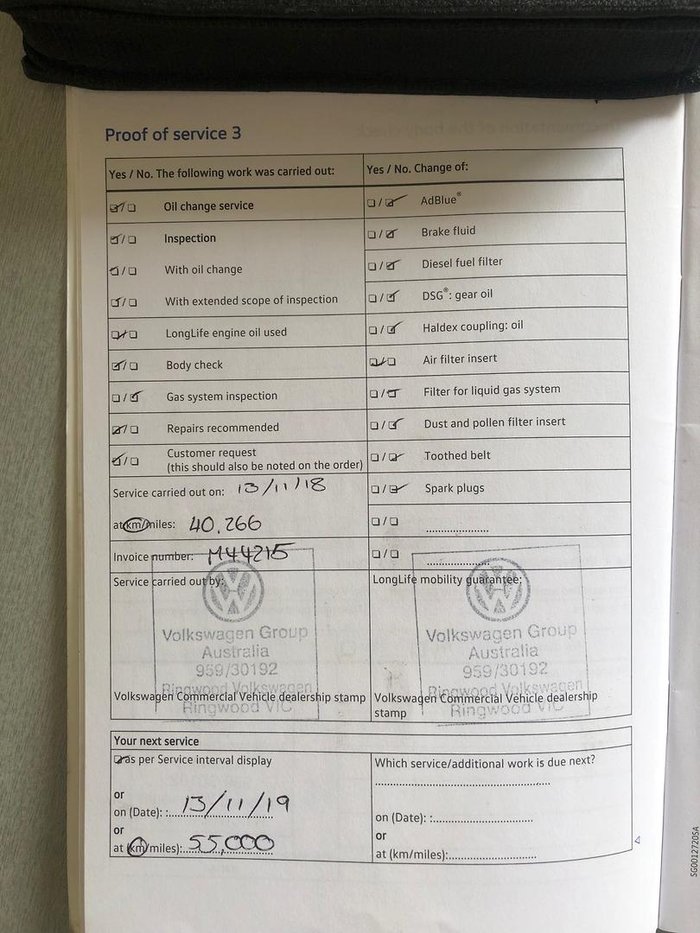 Proof of service 3
Yes / No. The following work was carried out:
☑/☐ Oil change service
☑/☐ Inspection
☑/☐ With oil change
☑/☐ With extended scope of inspection
☑/☐ LongLife engine oil used
☑/☐ Body check
☐/☑ Gas system inspection
☑/☐ Repairs recommended
☑/☐ Customer request
(this should also be noted on the order)
Service carried out on: 13/11/18
at km/miles: 40,266
Invoice number: M44215
Service carried out by:
Volkswagen Group
Australia
959/30192
Ringwood Volkswagen
Ringwood VIC
Volkswagen Commercial Vehicle dealership stamp
Yes / No. Change of:
☐/☑ AdBlue®
☐/☑ Brake fluid
☐/☑ Diesel fuel filter
☐/☑ DSG®: gear oil
☐/☑ Haldex coupling: oil
☑/☐ Air filter insert
☐/☑ Filter for liquid gas system
☐/☑ Dust and pollen filter insert
☐/☑ Toothed belt
☐/☑ Spark plugs
☐/☐ .....................
☐/☐ .....................
LongLife mobility guarantee:
Volkswagen Group
Australia
959/30192
Ringwood Volkswagen
Ringwood VIC
Volkswagen Commercial Vehicle dealership
stamp
Your next service
☑ as per Service interval display
or
on (Date): :13/11/19
or
at (km/miles): 55,000
Which service/additional work is due next?
on (Date): :
or
at (km/miles):
SG0012720SA